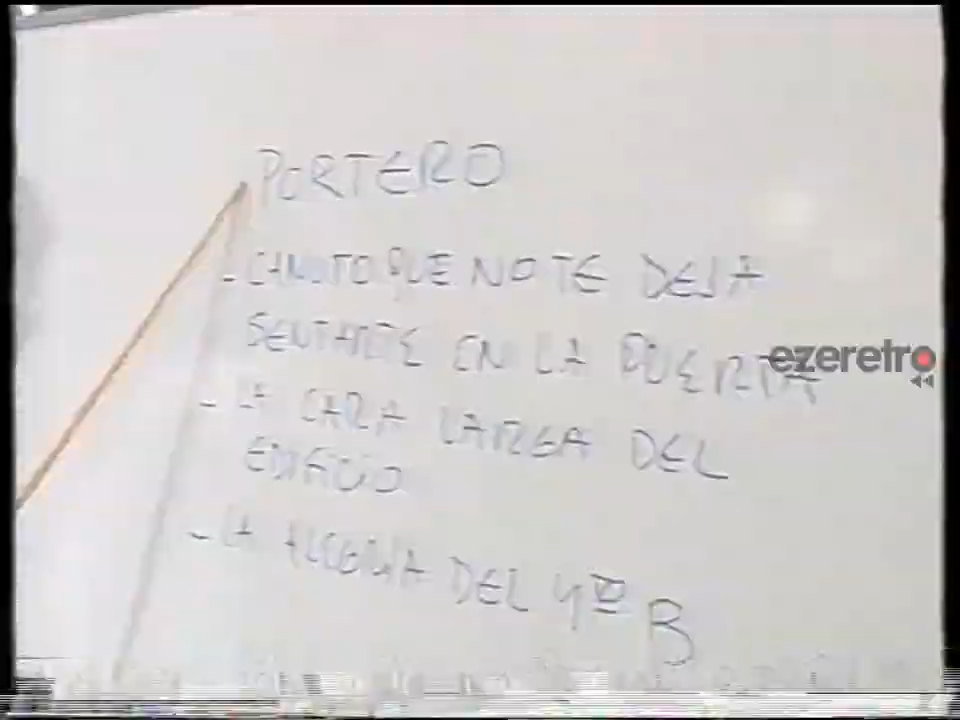 PORTERO
- CANUTO QUE NO TE DEJA
SENTARTE EN LA PUERTA
- LA CARA LARGA DEL
EDIFICIO
- LA ALEGRIA DEL 4º B
ezeretro